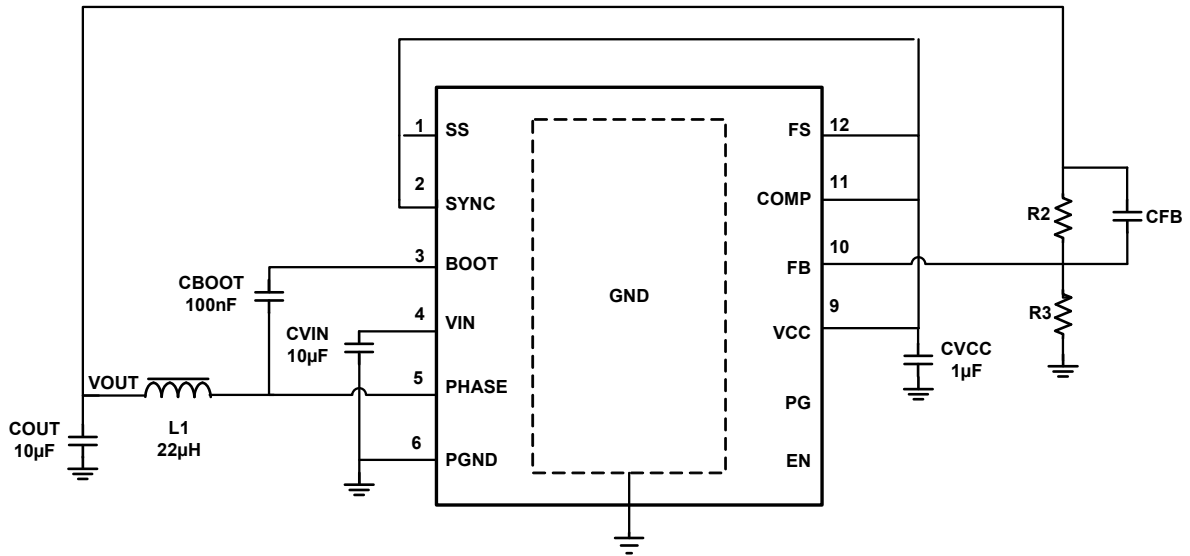 1
SS
FS
12
2
SYNC
COMP
11
R2
CFB
3
BOOT
FB
10
CBOOT
100nF
GND
4
VIN
VCC
9
R3
CVIN
10µF
CVCC
1µF
VOUT
5
PHASE
PG
COUT
10µF
L1
22µH
6
PGND
EN